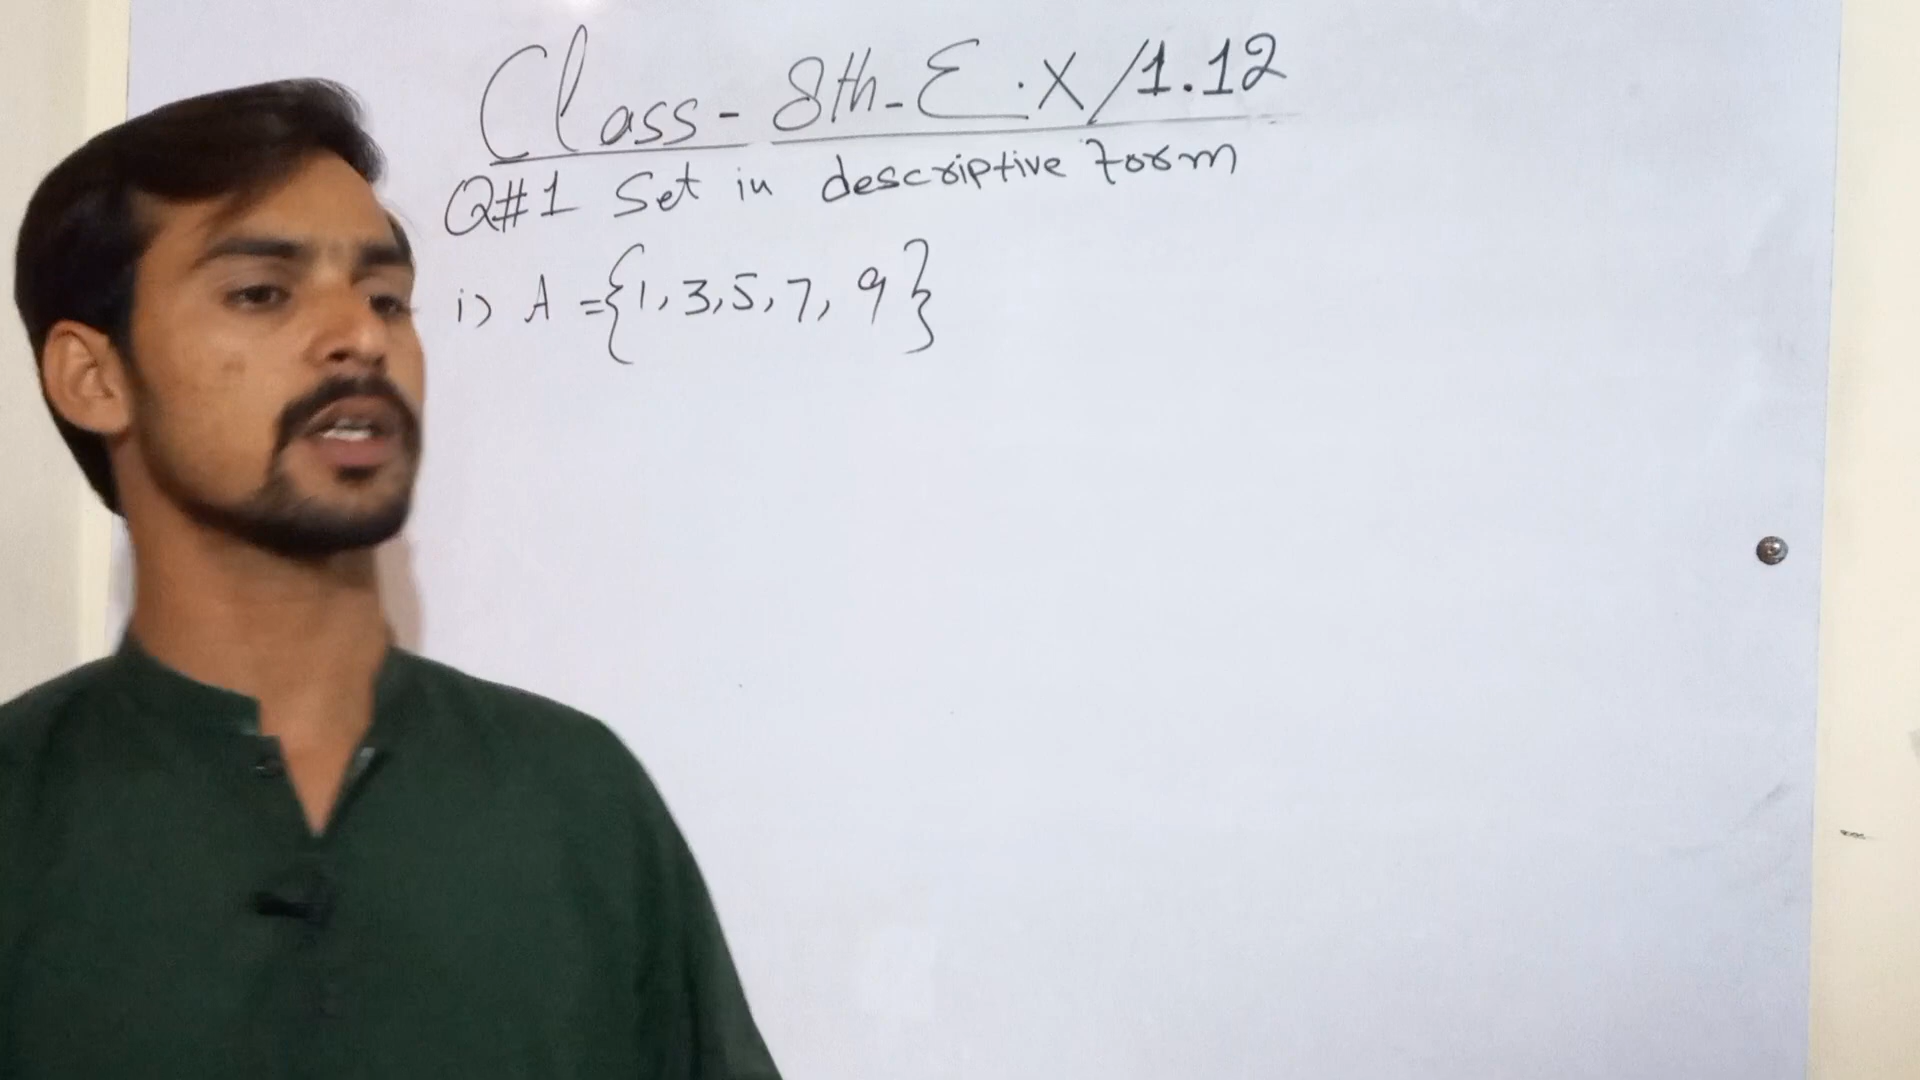 Class-8th-E.X/1.12
Q#1 Set in descriptive Form
i) A ={1,3,5,7,9}